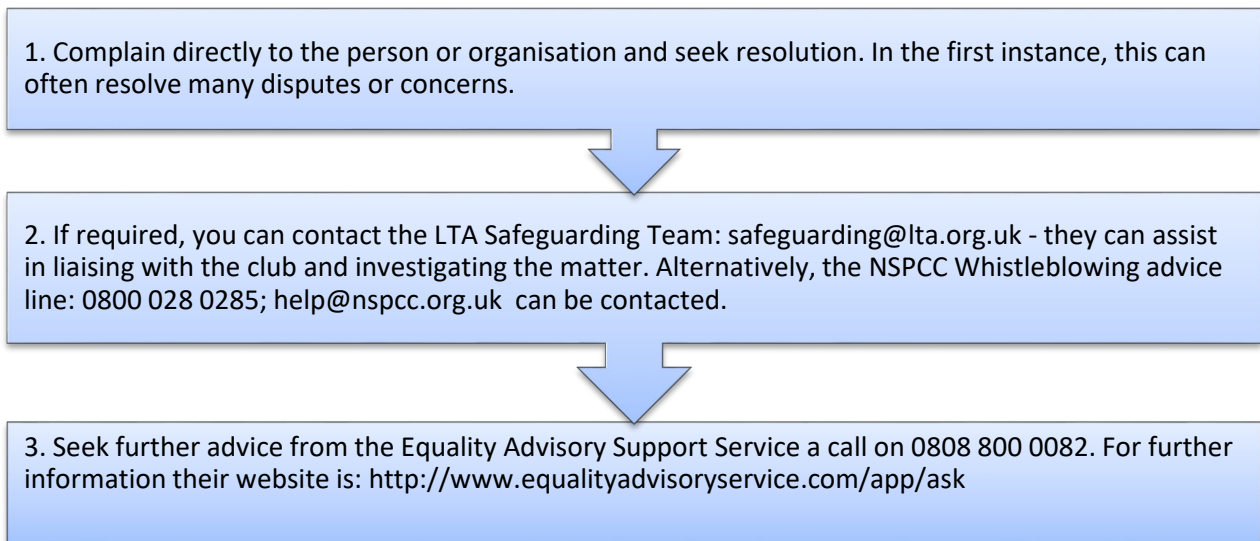 1. Complain directly to the person or organisation and seek resolution. In the first instance, this can
often resolve many disputes or concerns.
2. If required, you can contact the LTA Safeguarding Team: safeguarding@lta.org.uk - they can assist
in liaising with the club and investigating the matter. Alternatively, the NSPCC Whistleblowing advice
line: 0800 028 0285; help@nspcc.org.uk  can be contacted.
3. Seek further advice from the Equality Advisory Support Service a call on 0808 800 0082. For further
information their website is: http://www.equalityadvisoryservice.com/app/ask